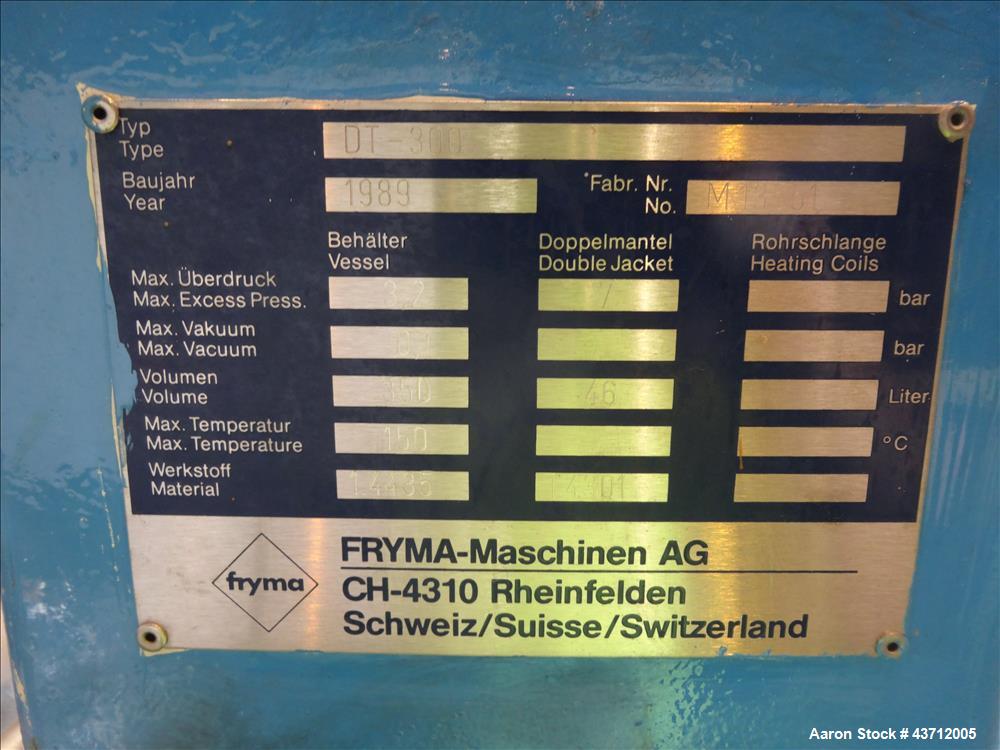 Typ
Type DT-300
Baujahr
Year 1989
Fabr. Nr.
No.
Behälter
Vessel
Doppelmantel
Double Jacket
Rohrschlange
Heating Coils
Max. Überdruck
Max. Excess Press. 3,2 7 bar
Max. Vakuum
Max. Vacuum bar
Volumen
Volume 350 46 Liter
Max. Temperatur
Max. Temperature 150 °C
Werkstoff
Material 1.4435 1.4301
fryma
FRYMA-Maschinen AG
CH-4310 Rheinfelden
Schweiz/Suisse/Switzerland
Aaron Stock # 43712005